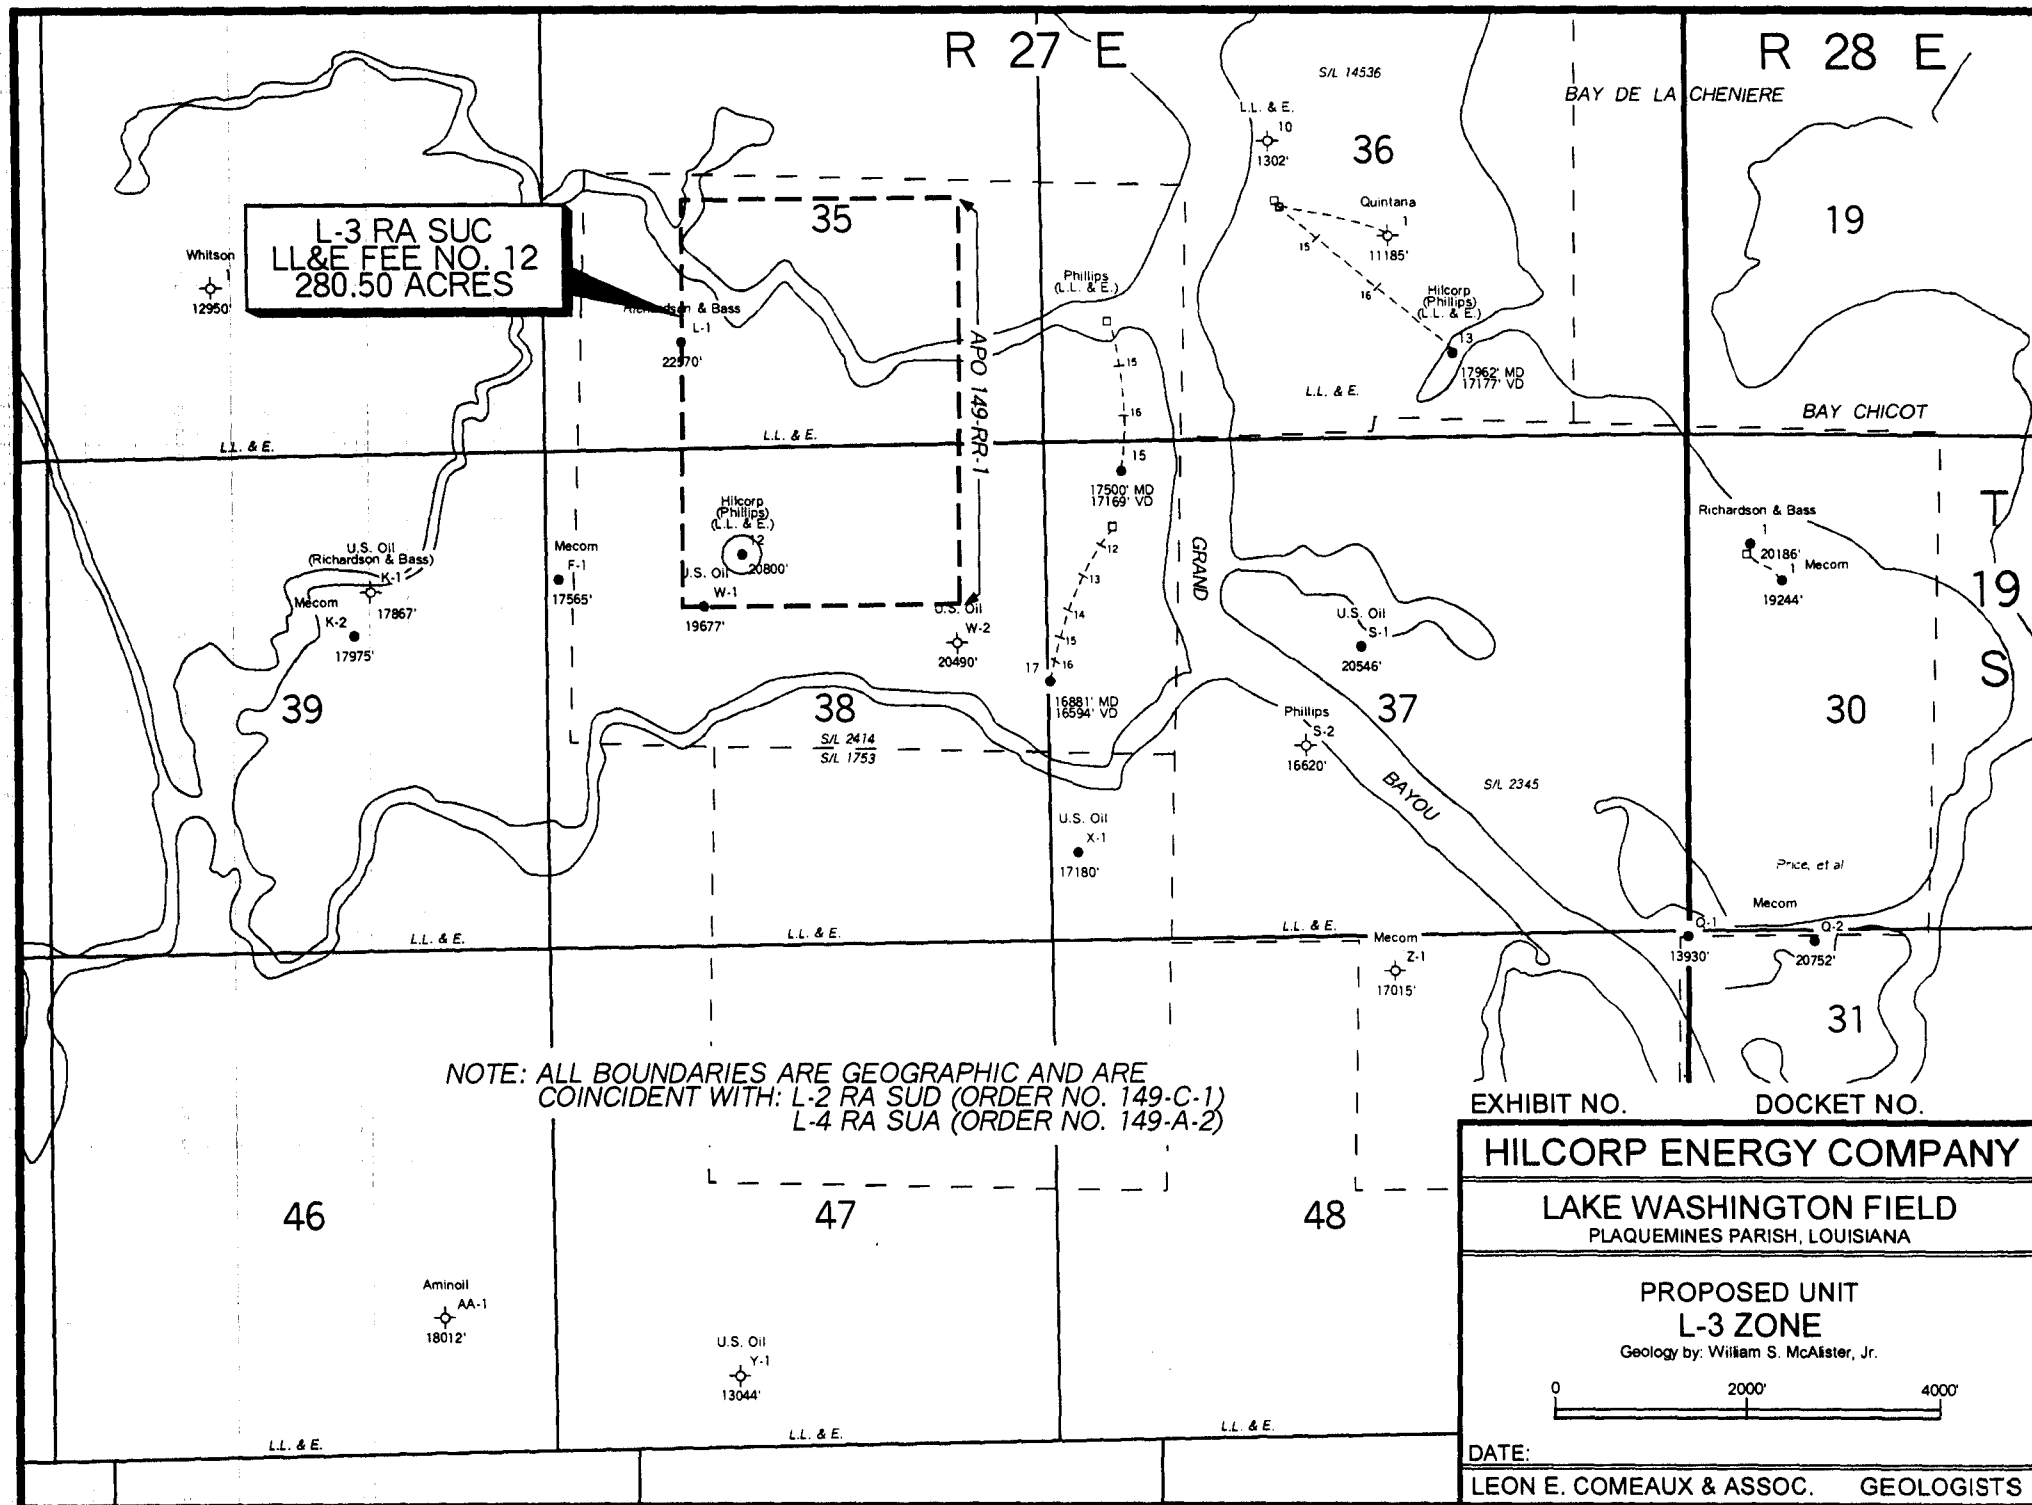 R 27 E
R 28 E
S/L 14536
BAY DE LA CHENIERE
L.L. & E.
10
1302'
36
35
19
L-3 RA SUC
LL&E FEE NO. 12
280.50 ACRES
Whitson
1
12950'
Quintana
1
11185'
15
16
Phillips
(L.L. & E.)
Hilcorp
(Phillips)
(L.L. & E.)
13
17962' MD
17177' VD
Richardson & Bass
L-1
APO 149-RR-1
15
16
L.L. & E.
BAY CHICOT
L.L. & E.
L.L. & E.
15
17500' MD
17169' VD
Hilcorp
(Phillips)
(L.L. & E.)
12
20800'
Richardson & Bass
1
20186'
1
Mecom
19244'
T
19
S
U.S. Oil
(Richardson & Bass)
K-1
17867'
Mecom
F-1
17565'
U.S. Oil
W-1
19677'
12
13
14
15
16
17
16881' MD
16594' VD
GRAND
Mecom
K-2
17975'
U.S. Oil
W-2
20490'
U.S. Oil
S-1
20546'
39
38
37
30
S/L 2414
S/L 1753
Phillips
S-2
16620'
BAYOU
S/L 2345
U.S. Oil
X-1
17180'
Price, et al
Mecom
Q-1
13930'
Q-2
20752'
L.L. & E.
L.L. & E.
L.L. & E.
Mecom
Z-1
17015'
31
NOTE: ALL BOUNDARIES ARE GEOGRAPHIC AND ARE
COINCIDENT WITH: L-2 RA SUD (ORDER NO. 149-C-1)
L-4 RA SUA (ORDER NO. 149-A-2)
46
47
48
Aminoil
AA-1
18012'
U.S. Oil
Y-1
13044'
L.L. & E.
L.L. & E.
L.L. & E.
EXHIBIT NO.
DOCKET NO.
HILCORP ENERGY COMPANY
LAKE WASHINGTON FIELD
PLAQUEMINES PARISH, LOUISIANA
PROPOSED UNIT
L-3 ZONE
Geology by: William S. McAlister, Jr.
0 2000' 4000'
DATE:
LEON E. COMEAUX & ASSOC. GEOLOGISTS